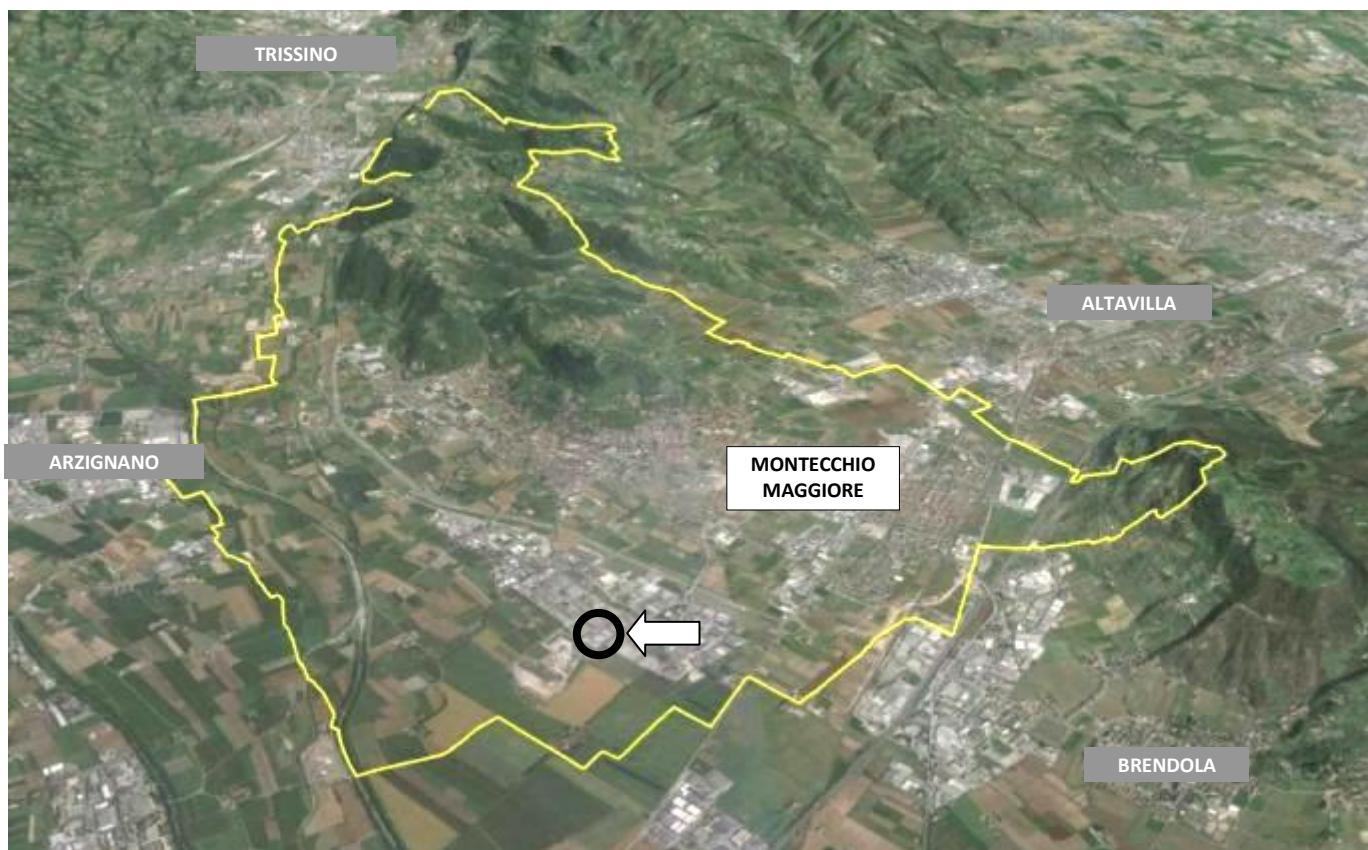 TRISSINO
ALTAVILLA
ARZIGNANO
MONTECCHIO
MAGGIORE
BRENDOLA